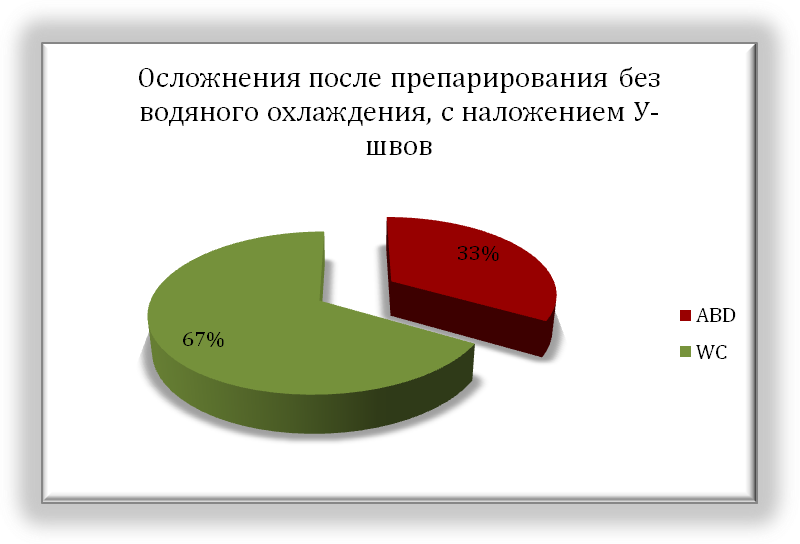 Осложнения после препарирования без
водяного охлаждения, с наложением У-
швов
33%
67%
ABD
WC